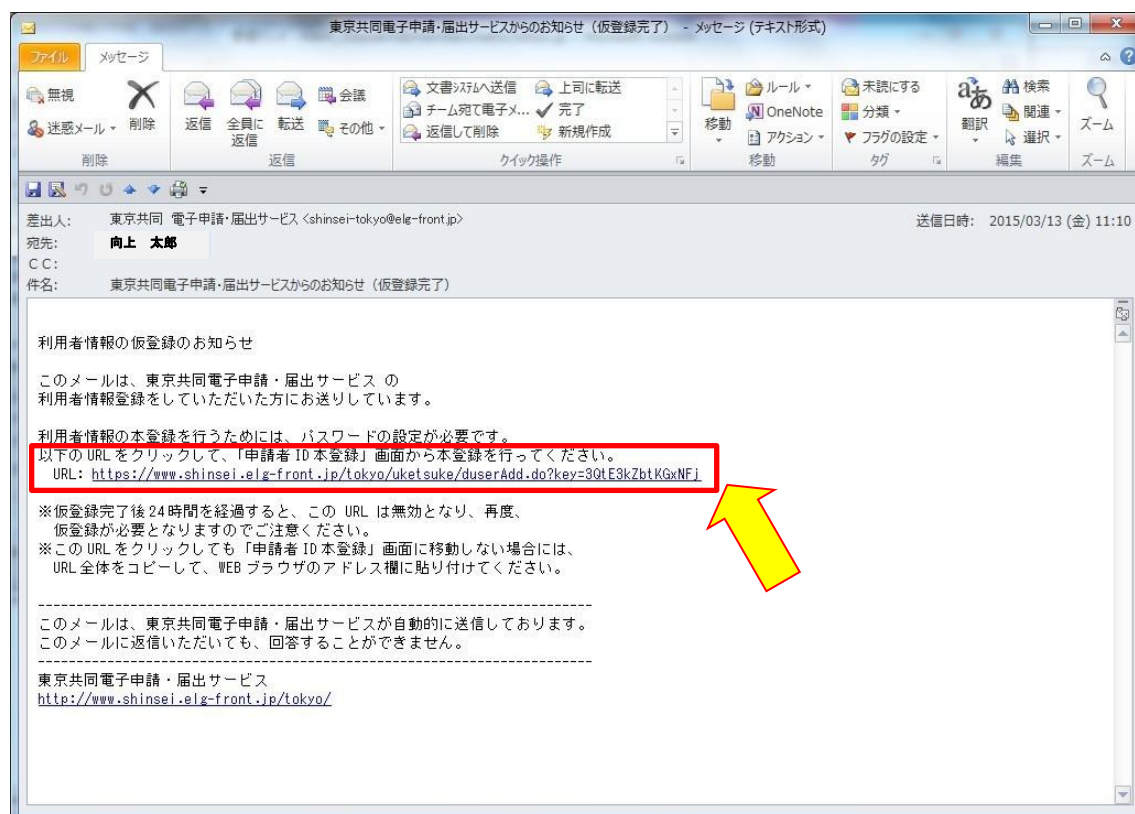 東京共同電子申請・届出サービスからのお知らせ（仮登録完了） - メッセージ (テキスト形式)
ファイル メッセージ
無視
迷惑メール
削除
返信
全員に返信
転送
会議
その他
文書システムへ送信
チーム宛て電子メ...
返信して削除
上司に転送
完了
新規作成
移動
ルール
OneNote
アクション
未読にする
分類
フラグの設定
翻訳
検索
関連
選択
ズーム
削除 返信 クイック操作 移動 タグ 編集 ズーム
差出人: 東京共同 電子申請・届出サービス <shinsei-tokyo@elg-front.jp> 送信日時: 2015/03/13 (金) 11:10
宛先: 向上 太郎
CC:
件名: 東京共同電子申請・届出サービスからのお知らせ（仮登録完了）
利用者情報の仮登録のお知らせ
このメールは、東京共同電子申請・届出サービス の
利用者情報登録をしていただいた方にお送りしています。
利用者情報の本登録を行うためには、パスワードの設定が必要です。
以下のURLをクリックして、「申請者ID本登録」画面から本登録を行ってください。
URL: https://www.shinsei.elg-front.jp/tokyo/uketsuke/duserAdd.do?key=3QtE3kZbtKGxNFj
※仮登録完了後24時間を経過すると、この URL は無効となり、再度、
仮登録が必要となりますのでご注意ください。
※このURLをクリックしても「申請者ID本登録」画面に移動しない場合には、
URL全体をコピーして、WEBブラウザのアドレス欄に貼り付けてください。
------------------------------------------------------------------------
このメールは、東京共同電子申請・届出サービスが自動的に送信しております。
このメールに返信いただいても、回答することができません。
------------------------------------------------------------------------
東京共同電子申請・届出サービス
http://www.shinsei.elg-front.jp/tokyo/